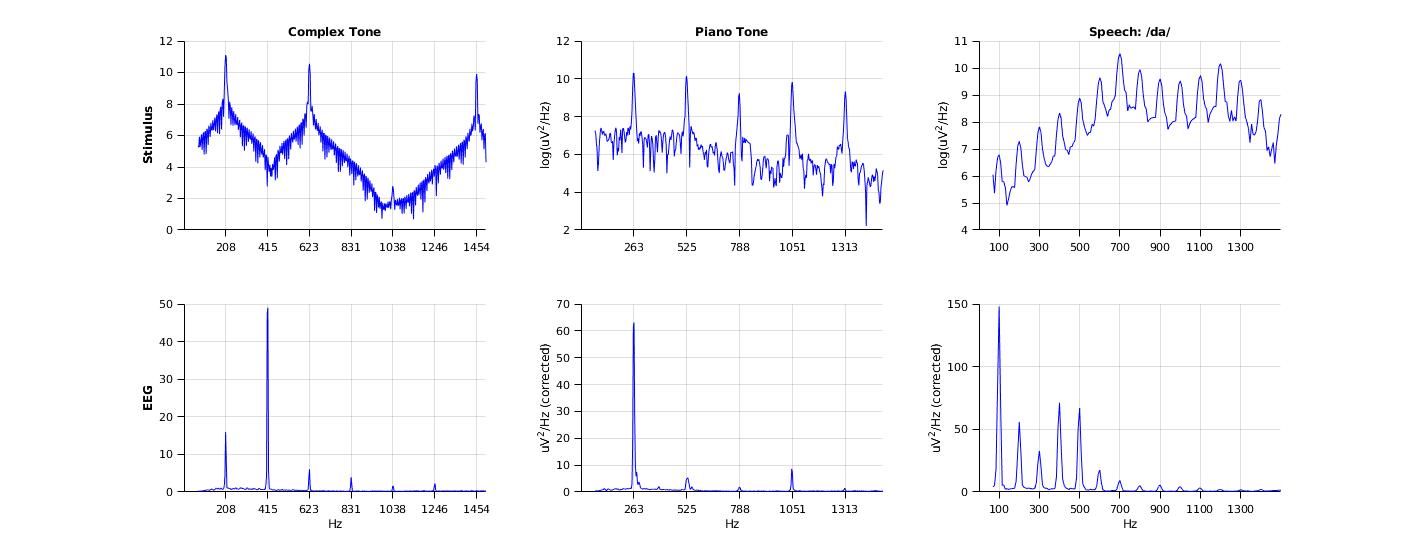 Complex Tone
12
10
8
6
4
2
0
Stimulus
208 415 623 831 1038 1246 1454
Piano Tone
12
10
8
6
4
2
log(uV²/Hz)
263 525 788 1051 1313
Speech: /da/
11
10
9
8
7
6
5
4
log(uV²/Hz)
100 300 500 700 900 1100 1300
50
40
30
20
10
0
EEG
208 415 623 831 1038 1246 1454
Hz
70
60
50
40
30
20
10
0
uV²/Hz (corrected)
263 525 788 1051 1313
Hz
150
100
50
0
uV²/Hz (corrected)
100 300 500 700 900 1100 1300
Hz